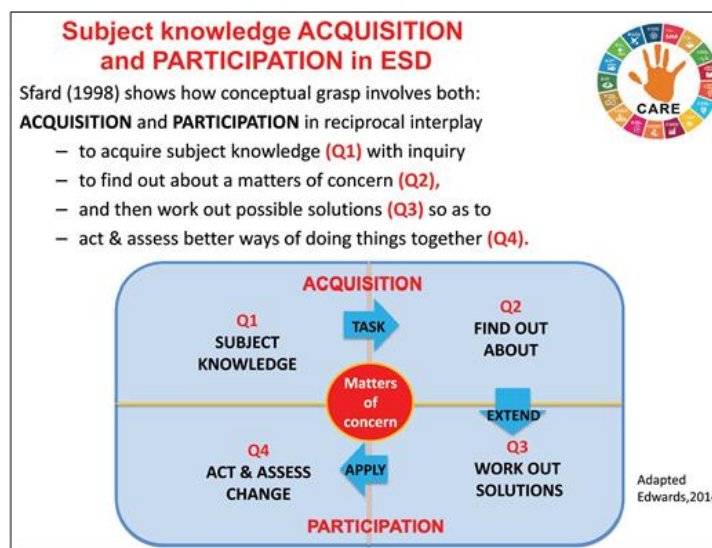 Subject knowledge ACQUISITION
and PARTICIPATION in ESD
CARE
Sfard (1998) shows how conceptual grasp involves both:
ACQUISITION and PARTICIPATION in reciprocal interplay
– to acquire subject knowledge (Q1) with inquiry
– to find out about a matters of concern (Q2),
– and then work out possible solutions (Q3) so as to
– act & assess better ways of doing things together (Q4).
ACQUISITION
Q1
SUBJECT
KNOWLEDGE
TASK
Q2
FIND OUT
ABOUT
Matters
of
concern
EXTEND
Q3
WORK OUT
SOLUTIONS
APPLY
Q4
ACT & ASSESS
CHANGE
PARTICIPATION
Adapted